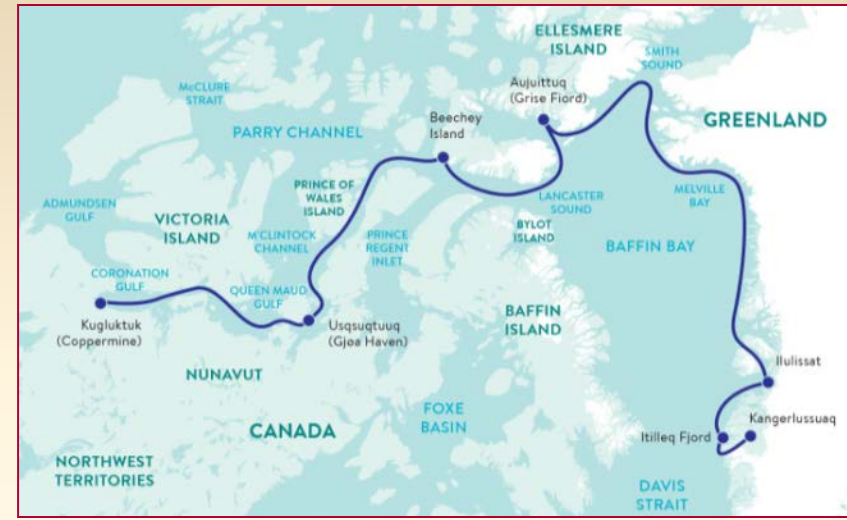 ELLESMERE
ISLAND
SMITH
SOUND
McCLURE
STRAIT
Aujuittuq
(Grise Fiord)
Beechey
Island
GREENLAND
PARRY CHANNEL
PRINCE OF
WALES
ISLAND
MELVILLE
BAY
ADMUNDSEN
GULF
LANCASTER
SOUND
VICTORIA
ISLAND
BYLOT
ISLAND
M'CLINTOCK
CHANNEL
PRINCE
REGENT
INLET
BAFFIN BAY
CORONATION
GULF
QUEEN MAUD
GULF
BAFFIN
ISLAND
Kugluktuk
(Coppermine)
Usqsuqtuuq
(Gjøa Haven)
Ilulissat
NUNAVUT
FOXE
BASIN
Kangerlussuaq
CANADA
Itilleq Fjord
NORTHWEST
TERRITORIES
DAVIS
STRAIT